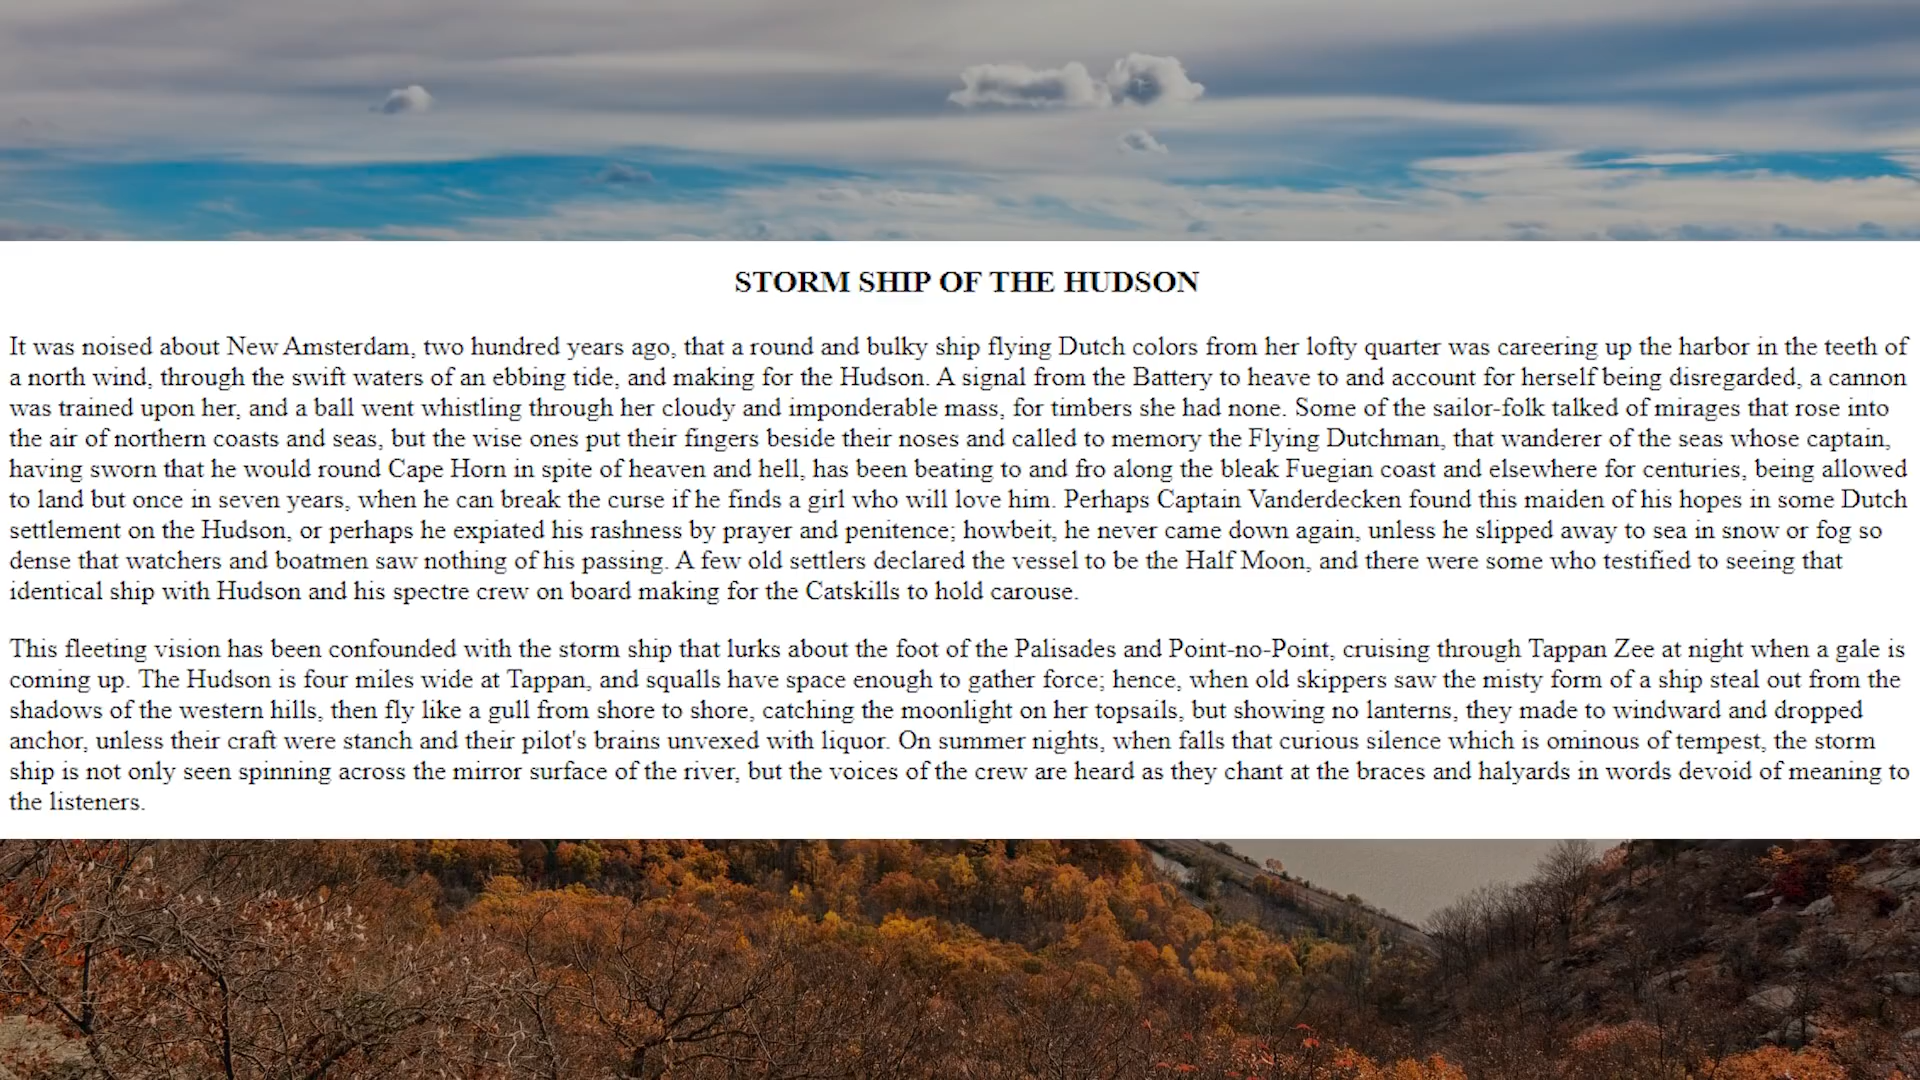 STORM SHIP OF THE HUDSON
It was noised about New Amsterdam, two hundred years ago, that a round and bulky ship flying Dutch colors from her lofty quarter was careering up the harbor in the teeth of
a north wind, through the swift waters of an ebbing tide, and making for the Hudson. A signal from the Battery to heave to and account for herself being disregarded, a cannon
was trained upon her, and a ball went whistling through her cloudy and imponderable mass, for timbers she had none. Some of the sailor-folk talked of mirages that rose into
the air of northern coasts and seas, but the wise ones put their fingers beside their noses and called to memory the Flying Dutchman, that wanderer of the seas whose captain,
having sworn that he would round Cape Horn in spite of heaven and hell, has been beating to and fro along the bleak Fuegian coast and elsewhere for centuries, being allowed
to land but once in seven years, when he can break the curse if he finds a girl who will love him. Perhaps Captain Vanderdecken found this maiden of his hopes in some Dutch
settlement on the Hudson, or perhaps he expiated his rashness by prayer and penitence; howbeit, he never came down again, unless he slipped away to sea in snow or fog so
dense that watchers and boatmen saw nothing of his passing. A few old settlers declared the vessel to be the Half Moon, and there were some who testified to seeing that
identical ship with Hudson and his spectre crew on board making for the Catskills to hold carouse.
This fleeting vision has been confounded with the storm ship that lurks about the foot of the Palisades and Point-no-Point, cruising through Tappan Zee at night when a gale is
coming up. The Hudson is four miles wide at Tappan, and squalls have space enough to gather force; hence, when old skippers saw the misty form of a ship steal out from the
shadows of the western hills, then fly like a gull from shore to shore, catching the moonlight on her topsails, but showing no lanterns, they made to windward and dropped
anchor, unless their craft were stanch and their pilot's brains unvexed with liquor. On summer nights, when falls that curious silence which is ominous of tempest, the storm
ship is not only seen spinning across the mirror surface of the river, but the voices of the crew are heard as they chant at the braces and halyards in words devoid of meaning to
the listeners.